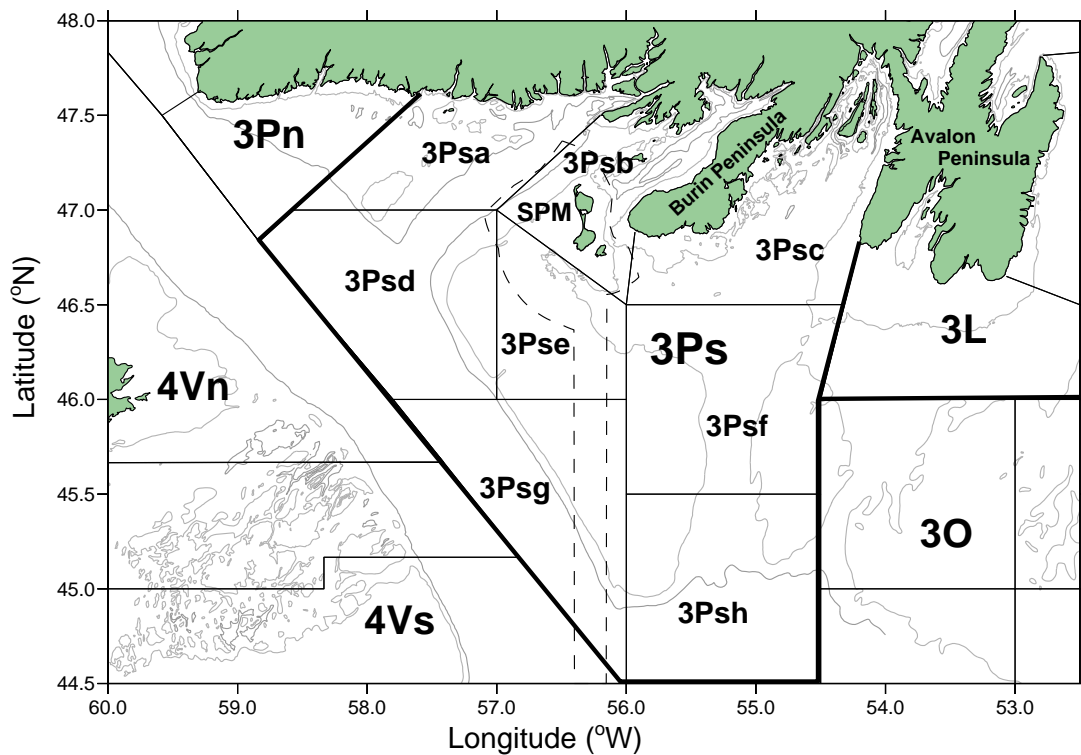 48.0
47.5
47.0
46.5
46.0
45.5
45.0
44.5
Latitude (°N)
60.0 59.0 58.0 57.0 56.0 55.0 54.0 53.0
Longitude (°W)
3Pn
3Psa
3Psb
SPM
Burin Peninsula
Avalon
Peninsula
3Psc
3Psd
3Pse
3Ps
3L
4Vn
3Psf
3Psg
3O
4Vs
3Psh